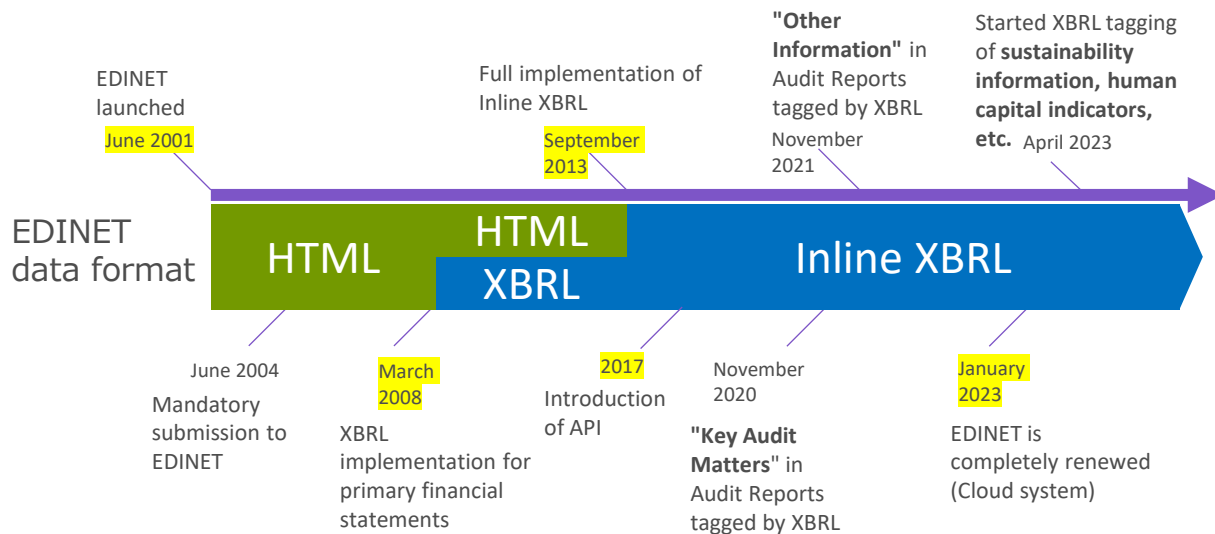 EDINET
launched
June 2001
Full implementation of
Inline XBRL
September
2013
"Other
Information" in
Audit Reports
tagged by XBRL
November
2021
Started XBRL tagging
of sustainability
information, human
capital indicators,
etc. April 2023
EDINET
data format
HTML
HTML
XBRL
Inline XBRL
June 2004
Mandatory
submission to
EDINET
March
2008
XBRL
implementation for
primary financial
statements
2017
Introduction
of API
November
2020
"Key Audit
Matters" in
Audit Reports
tagged by XBRL
January
2023
EDINET is
completely renewed
(Cloud system)